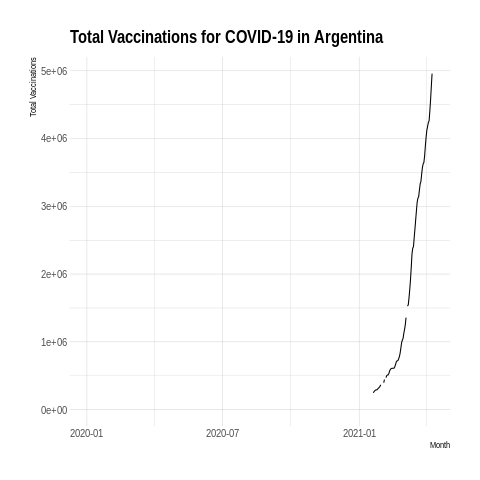 Total Vaccinations for COVID-19 in Argentina
Total Vaccinations
5e+06
4e+06
3e+06
2e+06
1e+06
0e+00
2020-01 2020-07 2021-01
Month